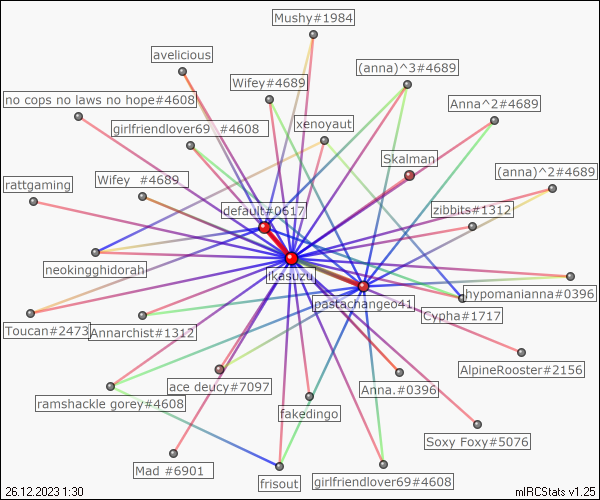 Mushy#1984
avelicious
(anna)^3#4689
Wifey#4689
no cops no laws no hope#4608
Anna^2#4689
girlfriendlover69 #4608
xenoyaut
Skalman
(anna)^2#4689
rattgaming
Wifey #4689
default#0617
zibbits#1312
neokingghidorah
ikasuzu
hypomanianna#0396
pastachange41
Cypha#1717
Toucan#2473
Annarchist#1312
AlpineRooster#2156
ace deucy#7097
Anna.#0396
ramshackle gorey#4608
fakedingo
Soxy Foxy#5076
Mad #6901
frisout
girlfriendlover69#4608
26.12.2023 1:30
mIRCStats v1.25